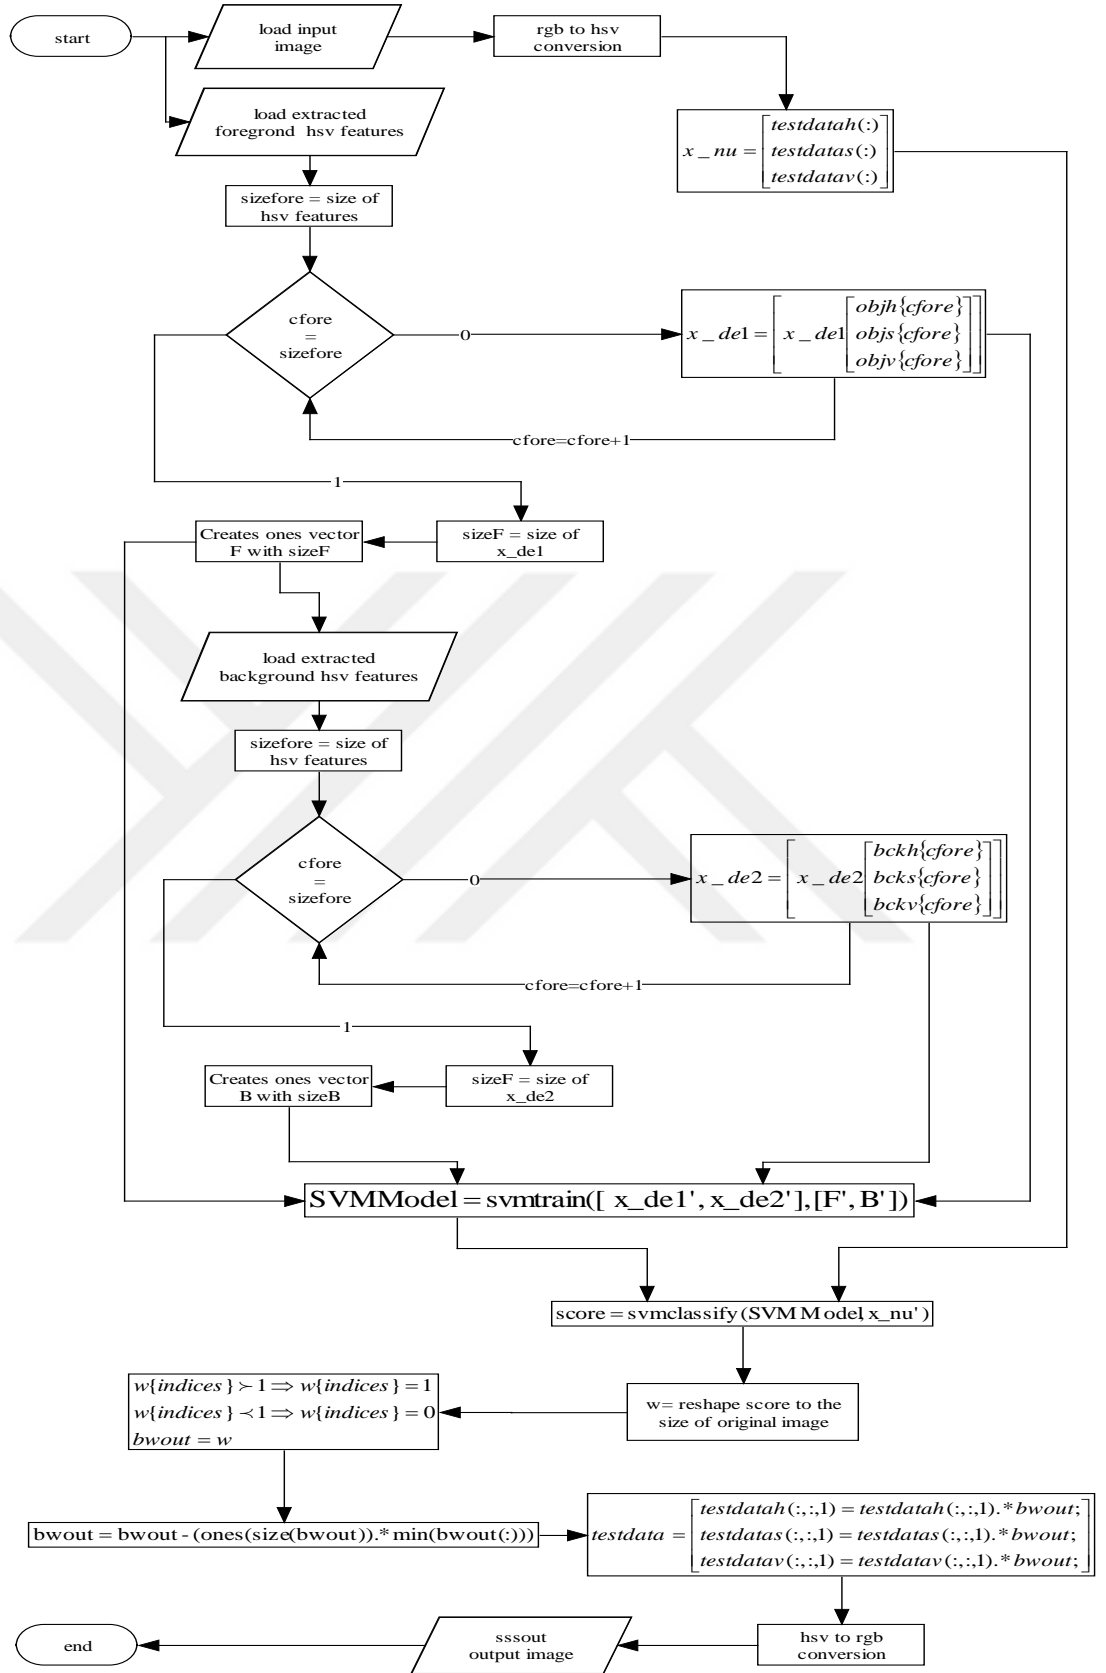 start
load input
image
rgb to hsv
conversion
load extracted
foregrond hsv features
x_nu = [testdatah(:)
testdatas(:)
testdatav(:)]
sizefore = size of
hsv features
cfore
=
sizefore
0
x_de1 = [x_de1 [objh{cfore}
objs{cfore}
objv{cfore}]]
cfore=cfore+1
1
Creates ones vector
F with sizeF
sizeF = size of
x_de1
load extracted
background hsv features
sizefore = size of
hsv features
cfore
=
sizefore
0
x_de2 = [x_de2 [bckh{cfore}
bcks{cfore}
bckv{cfore}]]
cfore=cfore+1
1
Creates ones vector
B with sizeB
sizeF = size of
x_de2
SVMModel = svmtrain([ x_de1', x_de2'],[F', B'])
score = svmclassify(SVMModel, x_nu')
w= reshape score to the
size of original image
w{indices} ≻ 1 ⇒ w{indices} = 1
w{indices} ≺ 1 ⇒ w{indices} = 0
bwout = w
bwout = bwout - (ones(size(bwout)).* min(bwout(:)))
testdata = [testdatah(:,:,1) = testdatah(:,:,1).* bwout;
testdatas(:,:,1) = testdatas(:,:,1).* bwout;
testdatav(:,:,1) = testdatav(:,:,1).* bwout;]
hsv to rgb
conversion
sssout
output image
end